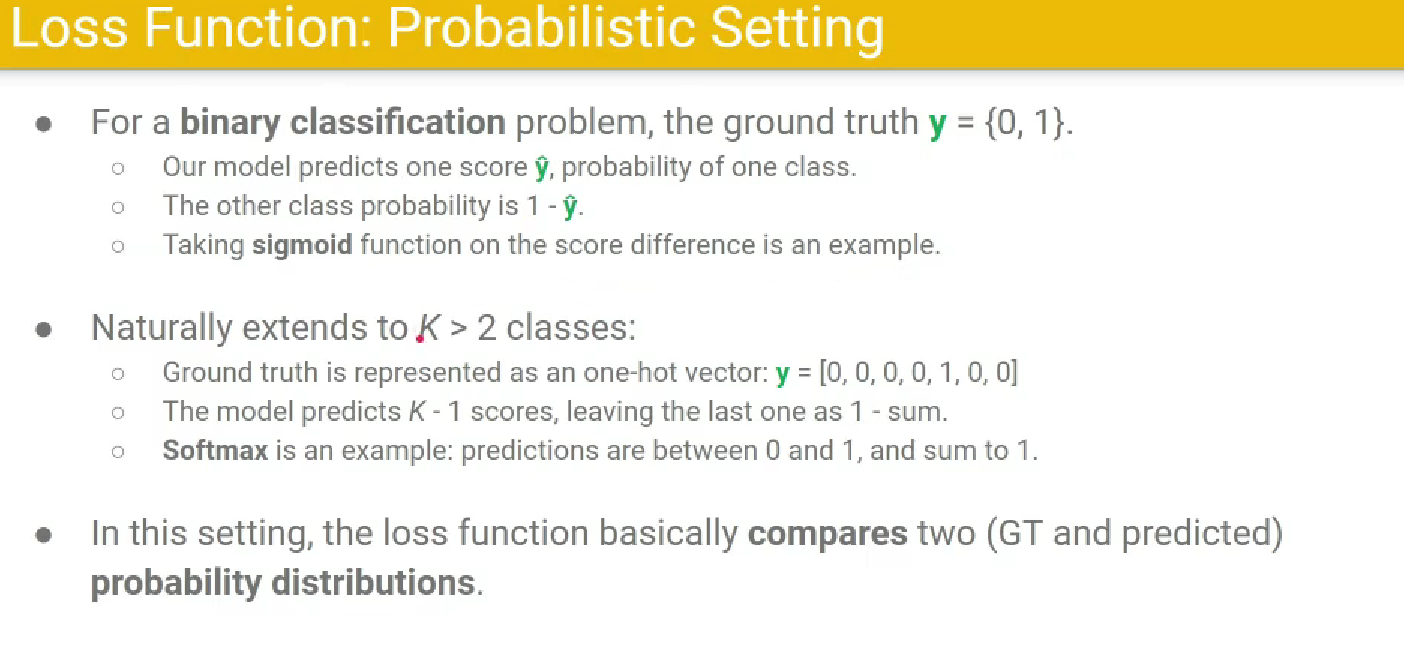 Loss Function: Probabilistic Setting
● For a binary classification problem, the ground truth y = {0, 1}.
○ Our model predicts one score ŷ, probability of one class.
○ The other class probability is 1 - ŷ.
○ Taking sigmoid function on the score difference is an example.
● Naturally extends to K > 2 classes:
○ Ground truth is represented as an one-hot vector: y = [0, 0, 0, 0, 1, 0, 0]
○ The model predicts K - 1 scores, leaving the last one as 1 - sum.
○ Softmax is an example: predictions are between 0 and 1, and sum to 1.
● In this setting, the loss function basically compares two (GT and predicted)
probability distributions.